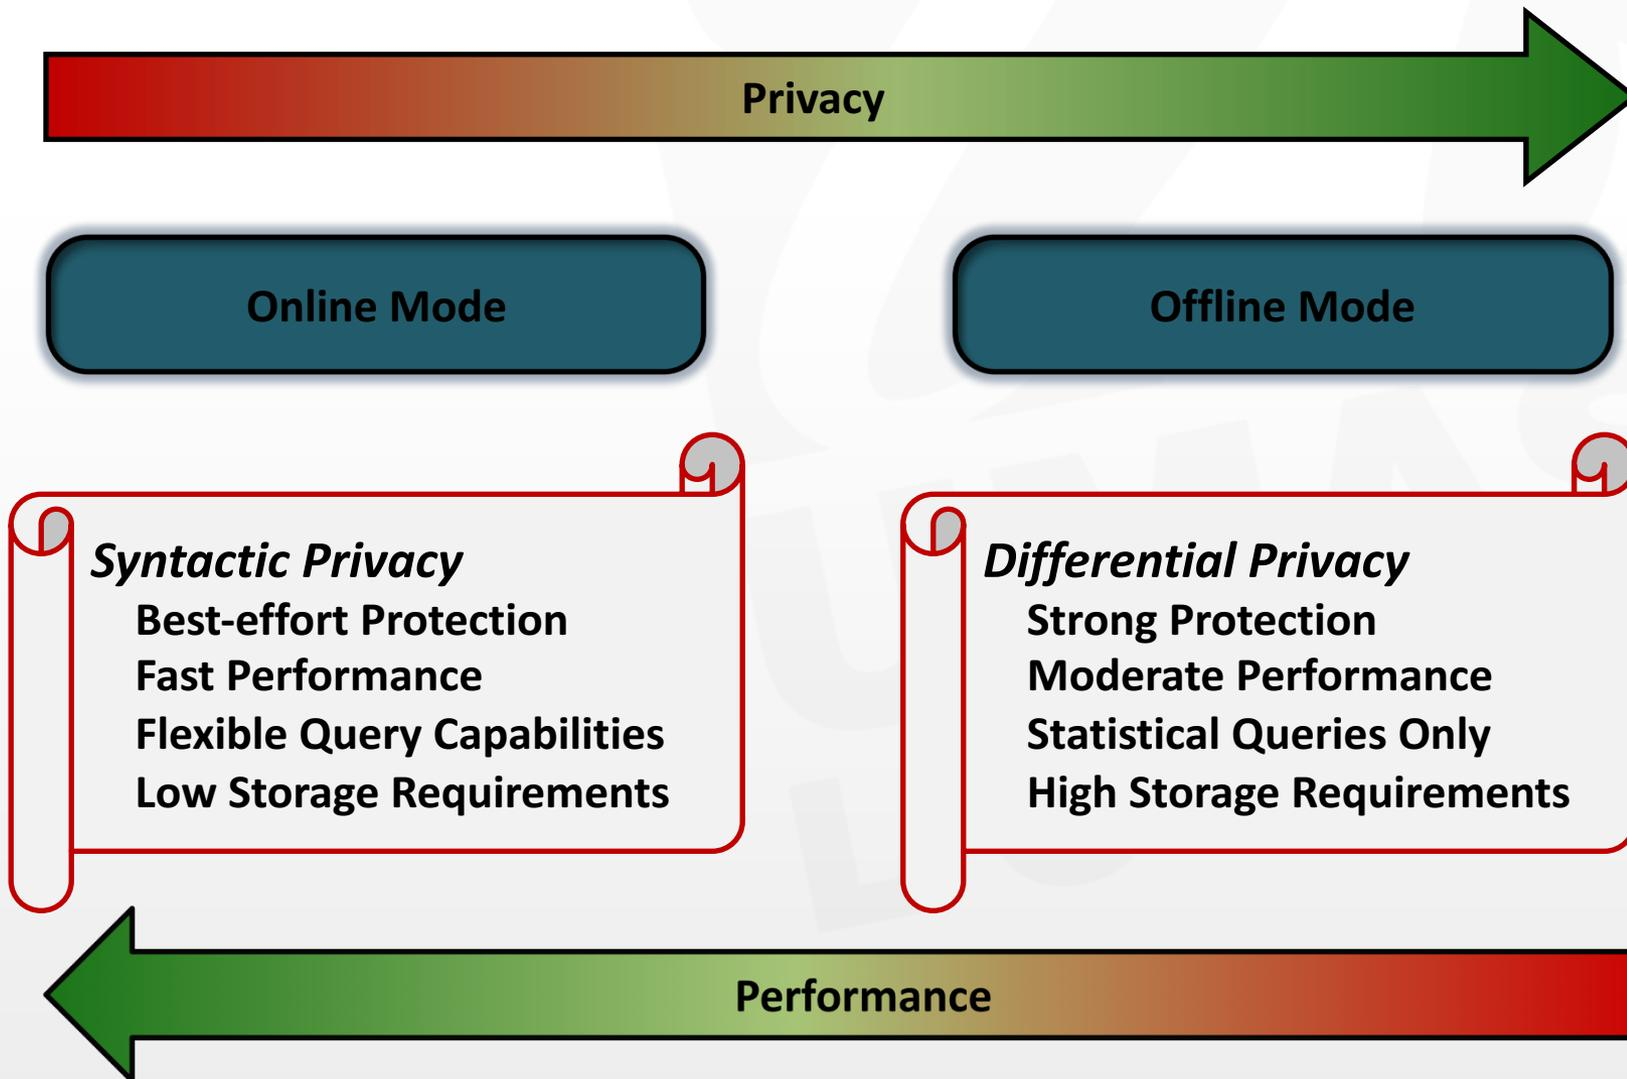 Privacy
Online Mode
Offline Mode
Syntactic Privacy
Best-effort Protection
Fast Performance
Flexible Query Capabilities
Low Storage Requirements
Differential Privacy
Strong Protection
Moderate Performance
Statistical Queries Only
High Storage Requirements
Performance